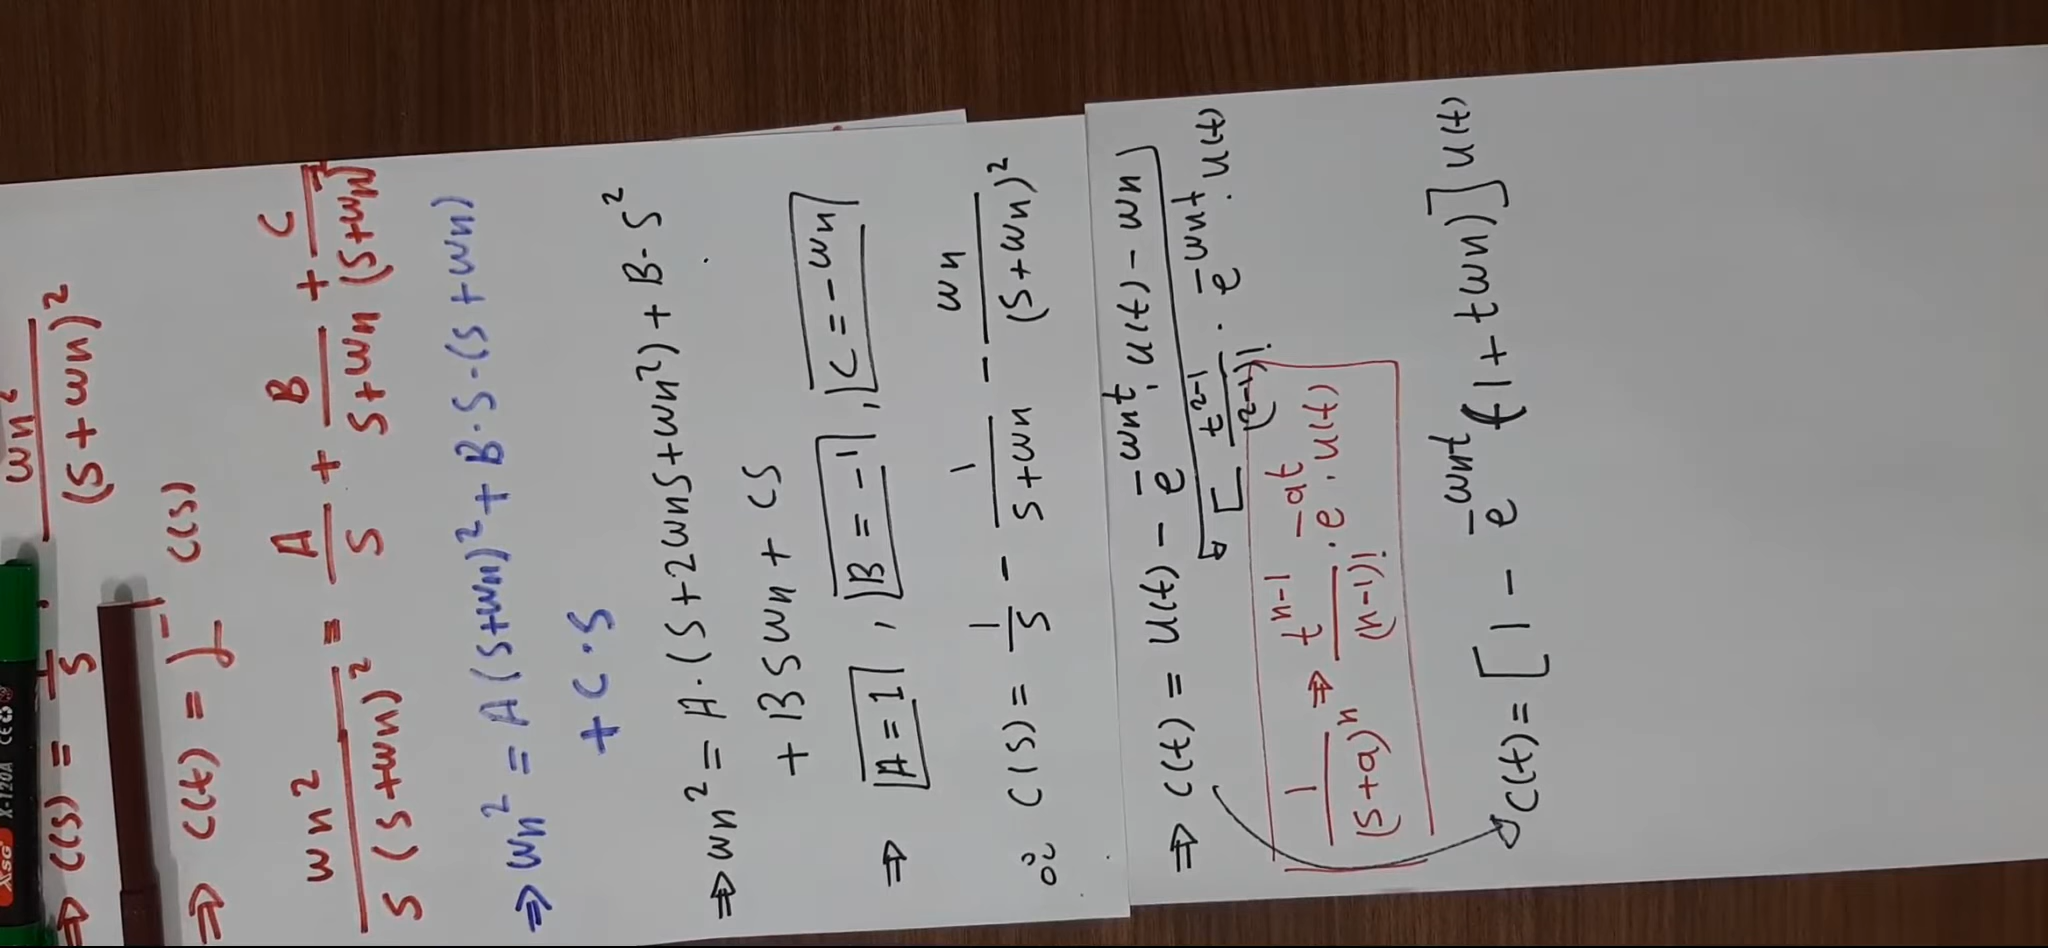 ⇒ C(s) = 1/s · ωn²/(s+ωn)²
⇒ C(t) = ℒ⁻¹ C(s)
ωn²/(s(s+ωn)²) = A/s + B/(s+ωn) + C/(s+ωn)²
⇒ ωn² = A(s+ωn)² + B·s·(s+ωn)
+ C·s
⇒ ωn² = A·(s+2ωns+ωn²) + B·s²
+ Bsωn + Cs
⇒ A = 1, B = -1, C = -ωn
∴ C(s) = 1/s - 1/(s+ωn) - ωn/(s+ωn)²
⇒ C(t) = u(t) - e^-ωnt · u(t) - ωn
[t^2-1/(2-1)! · e^-ωnt · u(t)
1/(s+a)^n ⇒ t^n-1/(n-1)! · e^-at · u(t)
C(t) = [1 - e^-ωnt (1+tωn)] u(t)
X-120A